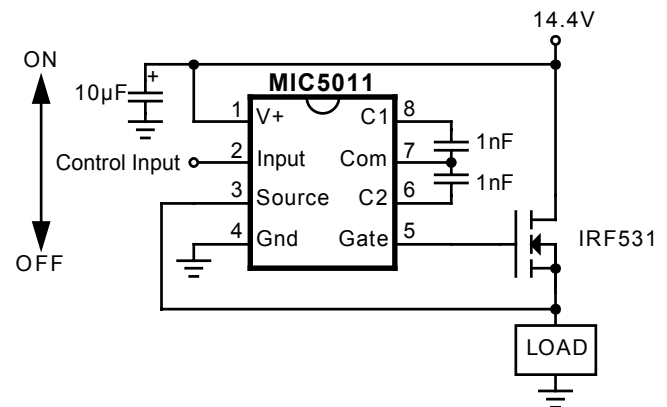 14.4V
ON
10µF
+
MIC5011
1 V+ C1 8
1nF
Control Input 2 Input Com 7
1nF
3 Source C2 6
4 Gnd Gate 5
IRF531
OFF
LOAD